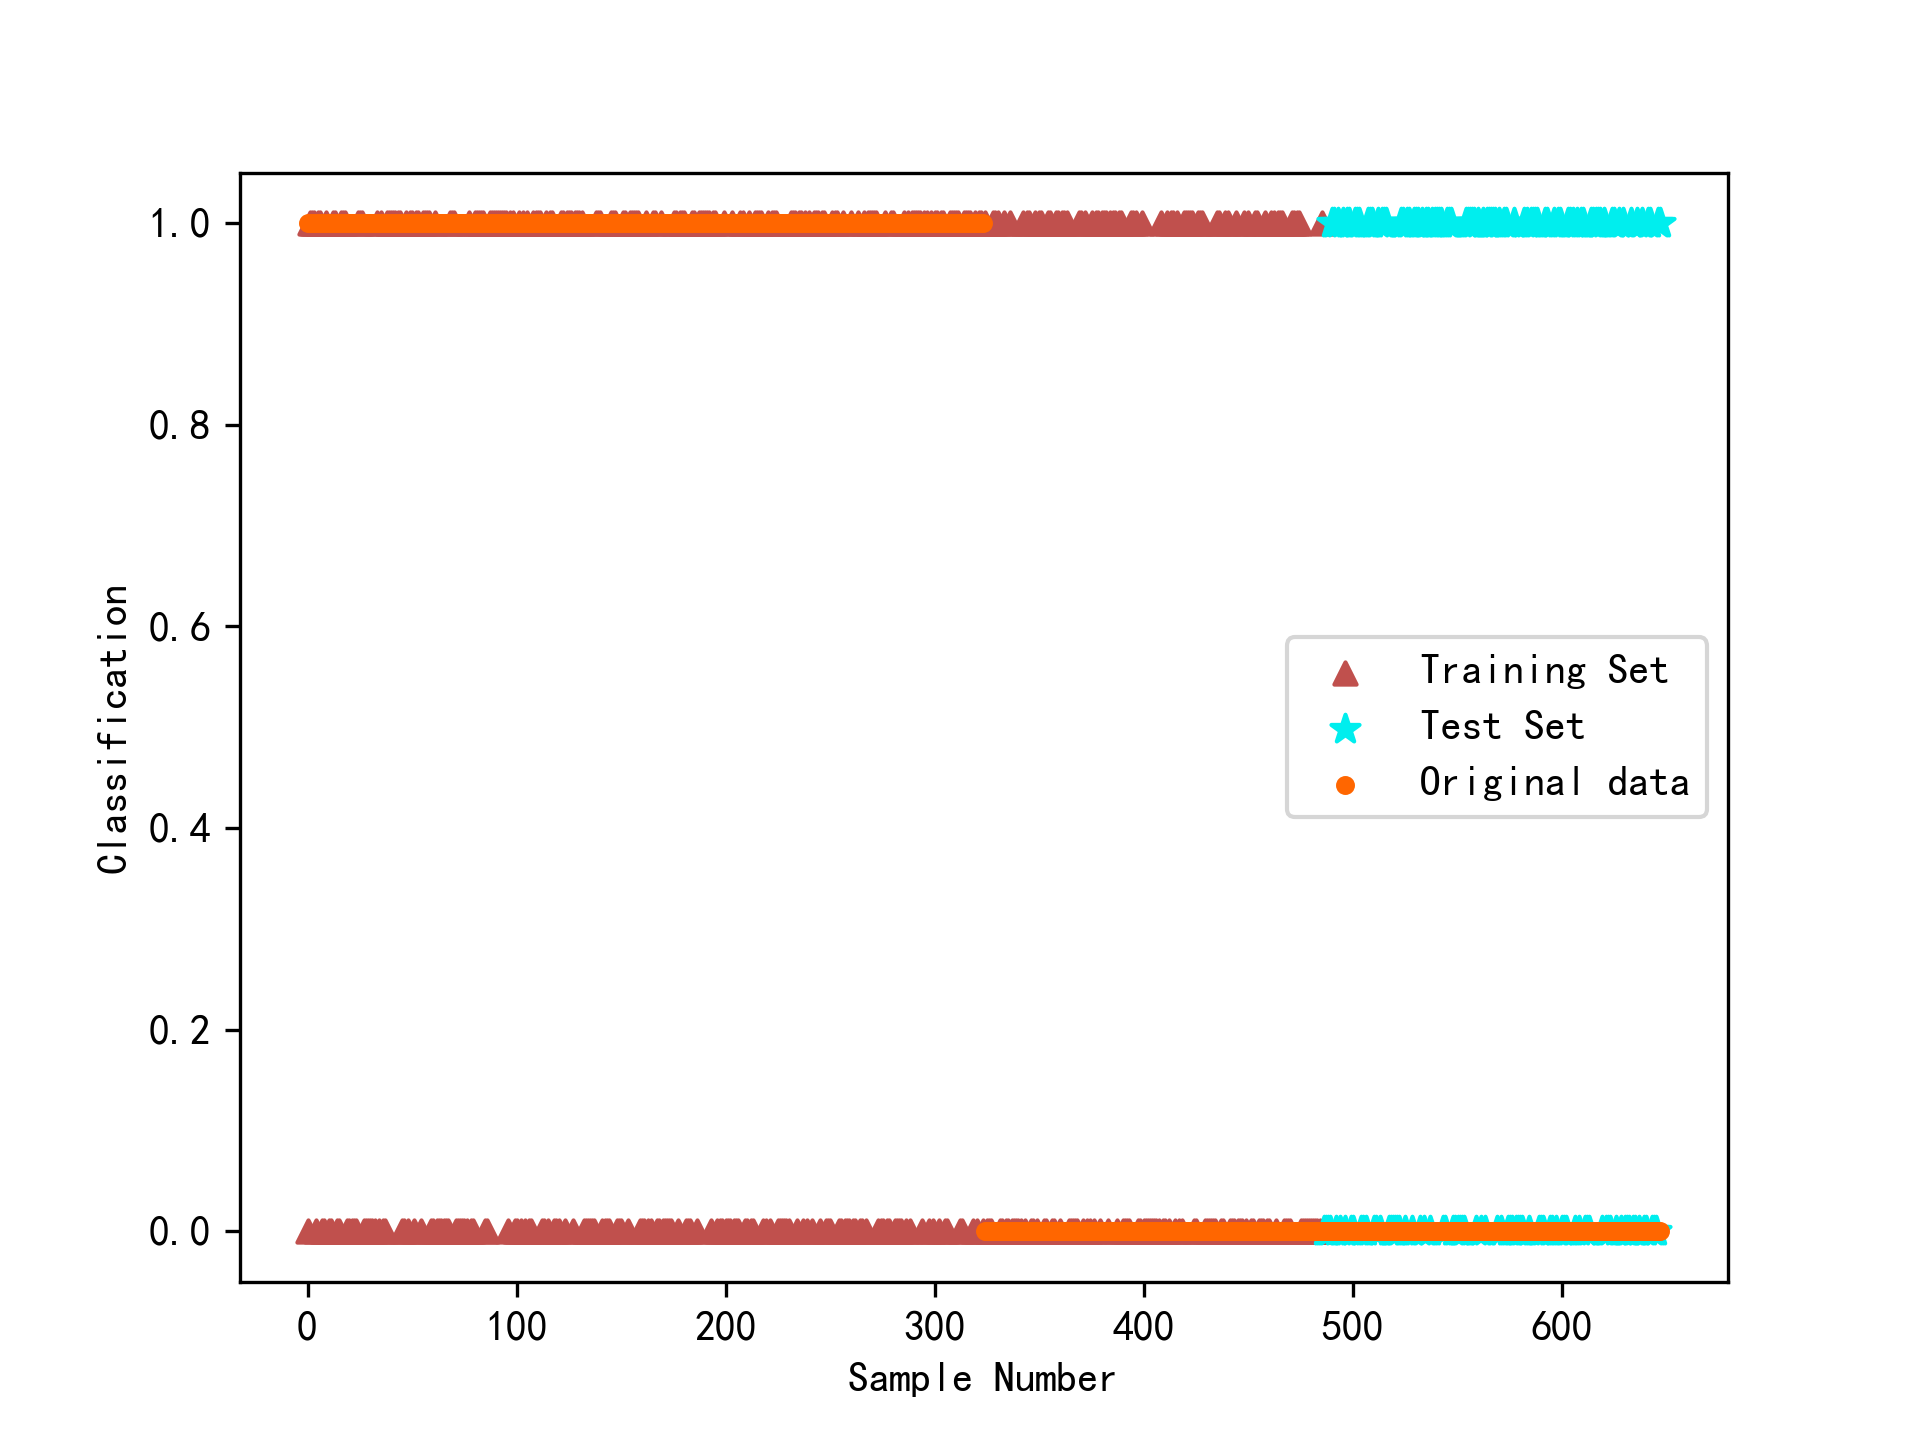 1.0
0.8
0.6
0.4
0.2
0.0
Classification
Training Set
Test Set
Original data
0 100 200 300 400 500 600
Sample Number